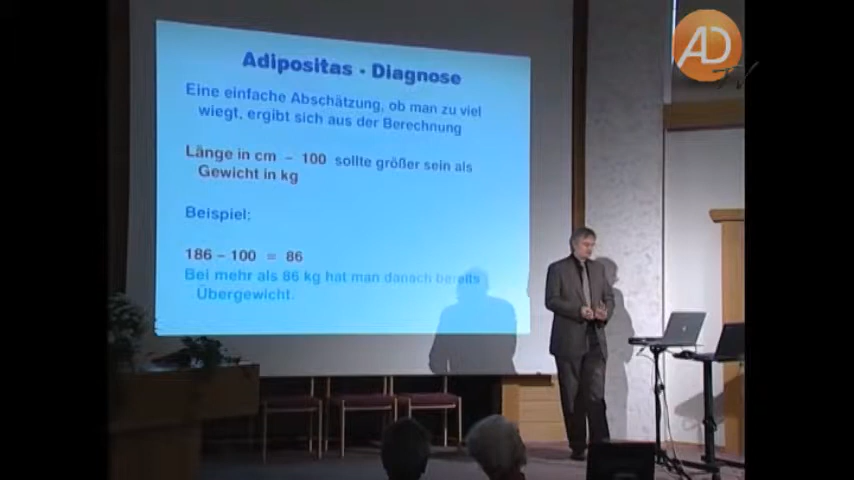 AD
TV
Adipositas - Diagnose
Eine einfache Abschätzung, ob man zu viel
wiegt, ergibt sich aus der Berechnung
Länge in cm – 100 sollte größer sein als
Gewicht in kg
Beispiel:
186 – 100 = 86
Bei mehr als 86 kg hat man danach bereits
Übergewicht.